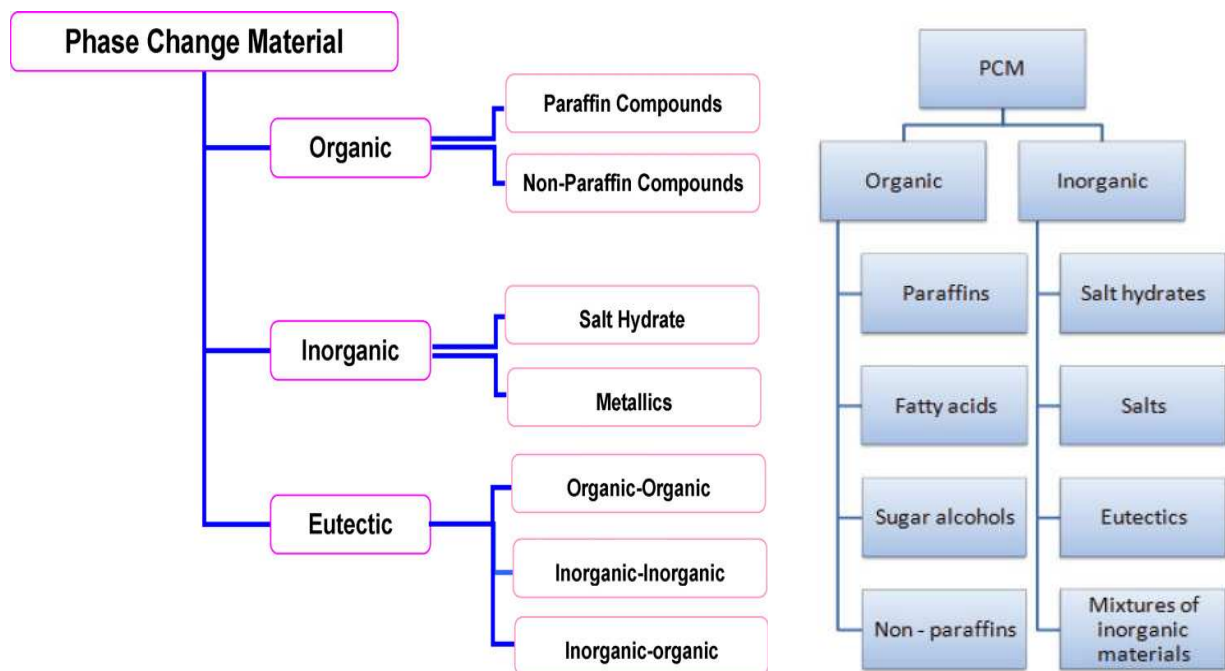 Phase Change Material
Organic
Paraffin Compounds
Non-Paraffin Compounds
Inorganic
Salt Hydrate
Metallics
Eutectic
Organic-Organic
Inorganic-Inorganic
Inorganic-organic
PCM
Organic
Inorganic
Paraffins
Fatty acids
Sugar alcohols
Non - paraffins
Salt hydrates
Salts
Eutectics
Mixtures of
inorganic
materials